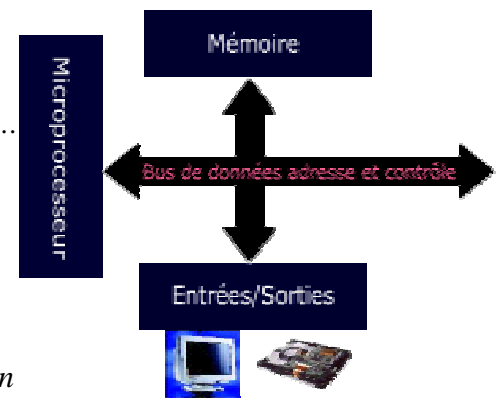 Mémoire
Microprocesseur
..
Bus de données adresse et contrôle
Entrées/Sorties
n